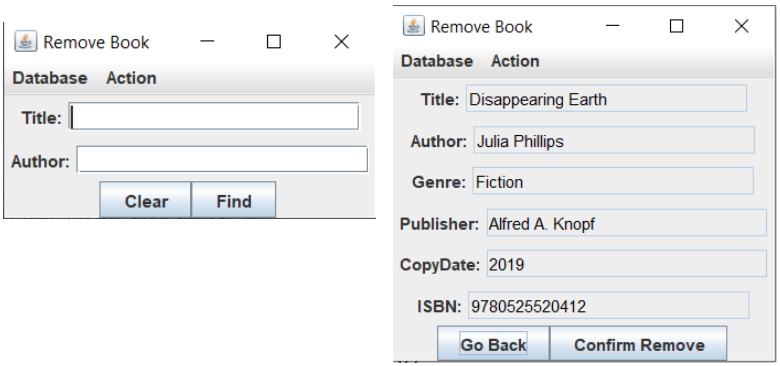 Remove Book
Database Action
Title:
Author:
Clear Find
Remove Book
Database Action
Title: Disappearing Earth
Author: Julia Phillips
Genre: Fiction
Publisher: Alfred A. Knopf
CopyDate: 2019
ISBN: 9780525520412
Go Back Confirm Remove